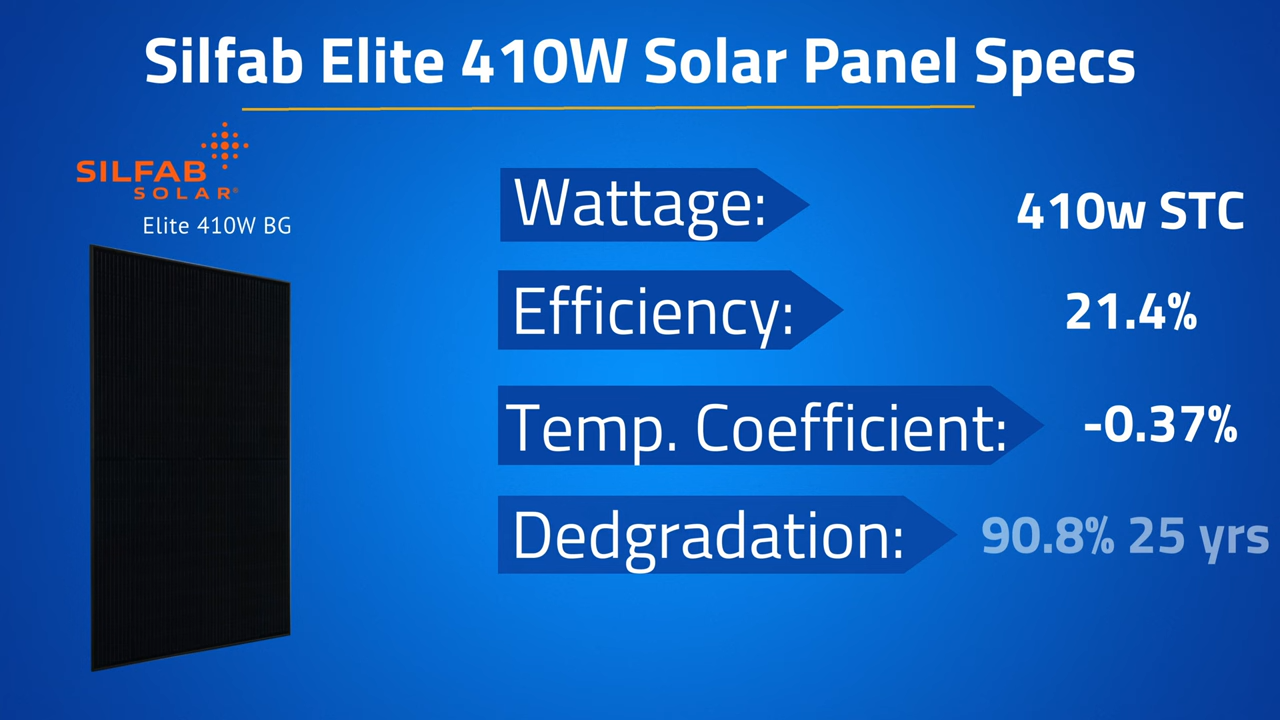 Silfab Elite 410W Solar Panel Specs
SILFAB
SOLAR®
Elite 410W BG
Wattage: 410w STC
Efficiency: 21.4%
Temp. Coefficient: -0.37%
Dedgradation: 90.8% 25 yrs